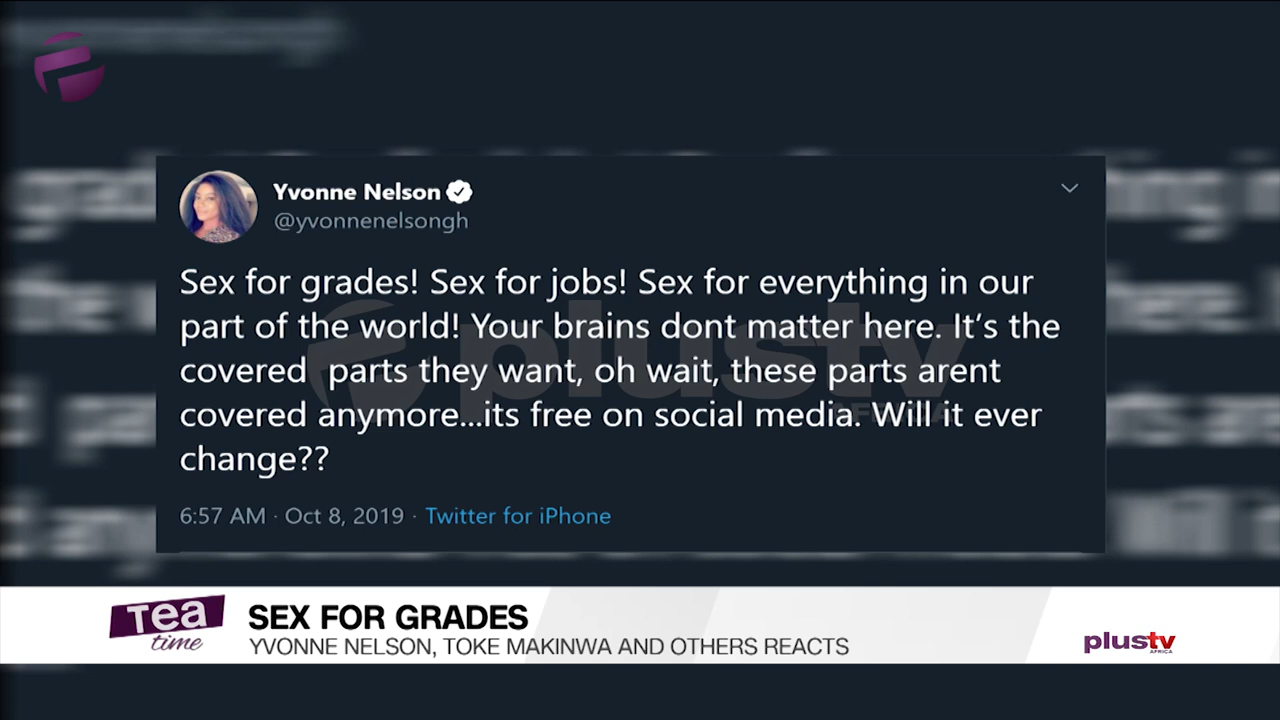 Yvonne Nelson
@yvonnenelsongh
Sex for grades! Sex for jobs! Sex for everything in our
part of the world! Your brains dont matter here. It's the
covered  parts they want, oh wait, these parts arent
covered anymore...its free on social media. Will it ever
change??
6:57 AM · Oct 8, 2019 · Twitter for iPhone
plustv
AFRICA
Tea
time
SEX FOR GRADES
YVONNE NELSON, TOKE MAKINWA AND OTHERS REACTS
plustv
AFRICA